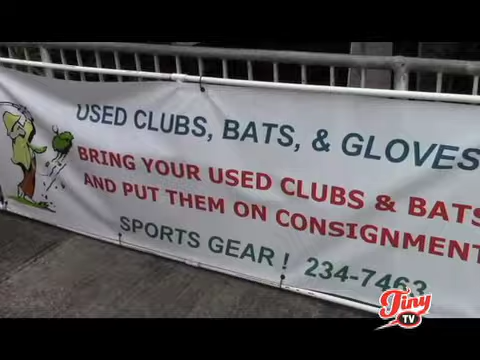 USED CLUBS, BATS, & GLOVES
BRING YOUR USED CLUBS & BATS
AND PUT THEM ON CONSIGNMENT
SPORTS GEAR ! 234-7463
Tiny
TV